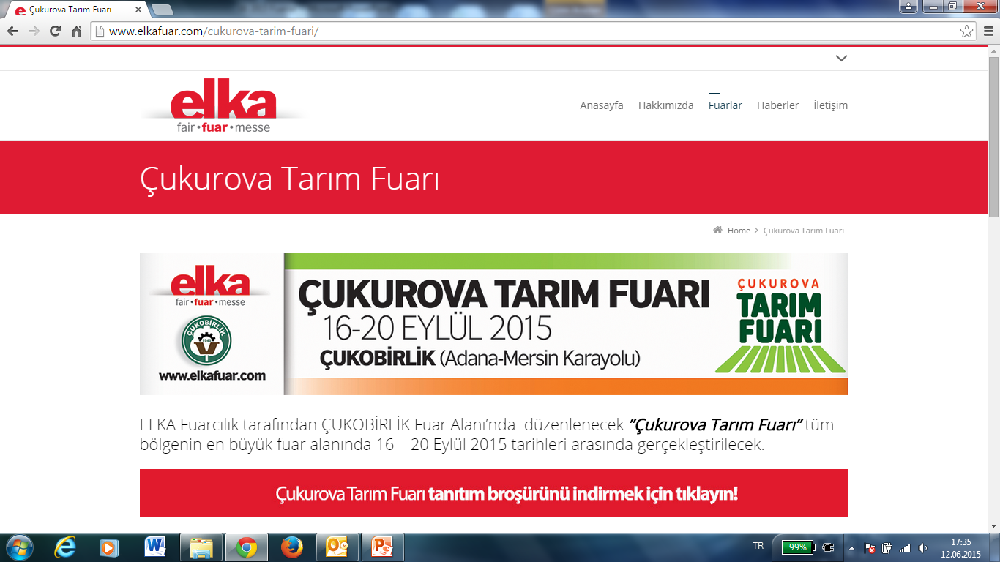 Çukurova Tarım Fuarı
www.elkafuar.com/cukurova-tarim-fuari/
elka
fair • fuar • messe
Anasayfa Hakkımızda Fuarlar Haberler İletişim
Çukurova Tarım Fuarı
Home > Çukurova Tarım Fuarı
elka
fair • fuar • messe
ÇUKOBİRLİK
1940
www.elkafuar.com
ÇUKUROVA TARIM FUARI
16-20 EYLÜL 2015
ÇUKOBİRLİK (Adana-Mersin Karayolu)
ÇUKUROVA
TARIM
FUARI
ELKA Fuarcılık tarafından ÇUKOBİRLİK Fuar Alanı’nda düzenlenecek ”Çukurova Tarım Fuarı” tüm
bölgenin en büyük fuar alanında 16 – 20 Eylül 2015 tarihleri arasında gerçekleştirilecek.
Çukurova Tarım Fuarı tanıtım broşürünü indirmek için tıklayın!
TR
99%
17:35
12.06.2015